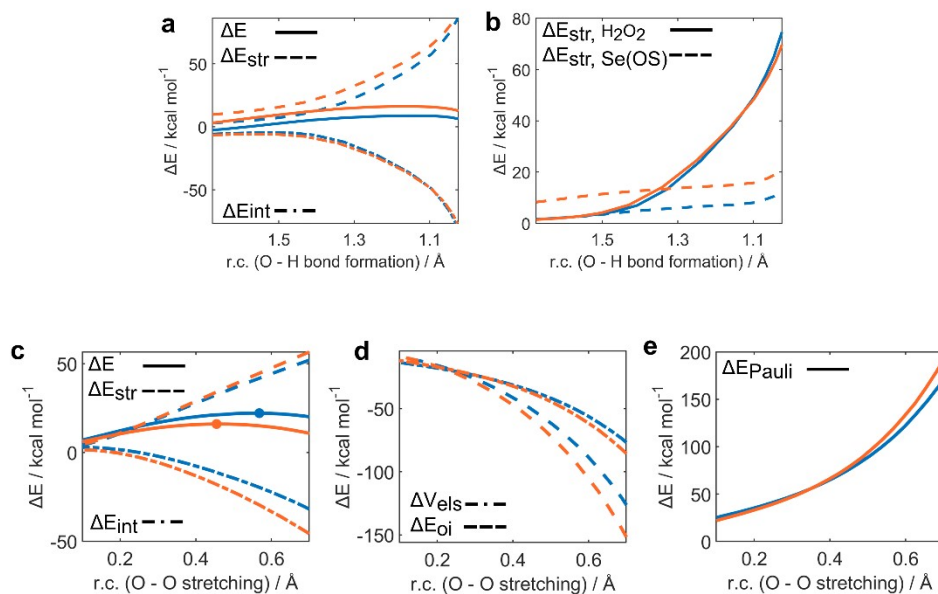 a
ΔE
ΔEstr
ΔEint
50
0
-50
ΔE / kcal mol⁻¹
1.5 1.3 1.1
r.c. (O - H bond formation) / Å
b
ΔEstr, H₂O₂
ΔEstr, Se(OS)
80
60
40
20
0
ΔE / kcal mol⁻¹
1.5 1.3 1.1
r.c. (O - H bond formation) / Å
c
ΔE
ΔEstr
ΔEint
50
0
-50
ΔE / kcal mol⁻¹
0.2 0.4 0.6
r.c. (O - O stretching) / Å
d
ΔVels
ΔEoi
-50
-100
-150
ΔE / kcal mol⁻¹
0.2 0.4 0.6
r.c. (O - O stretching) / Å
e
ΔEPauli
200
150
100
50
0
ΔE / kcal mol⁻¹
0.2 0.4 0.6
r.c. (O - O stretching) / Å